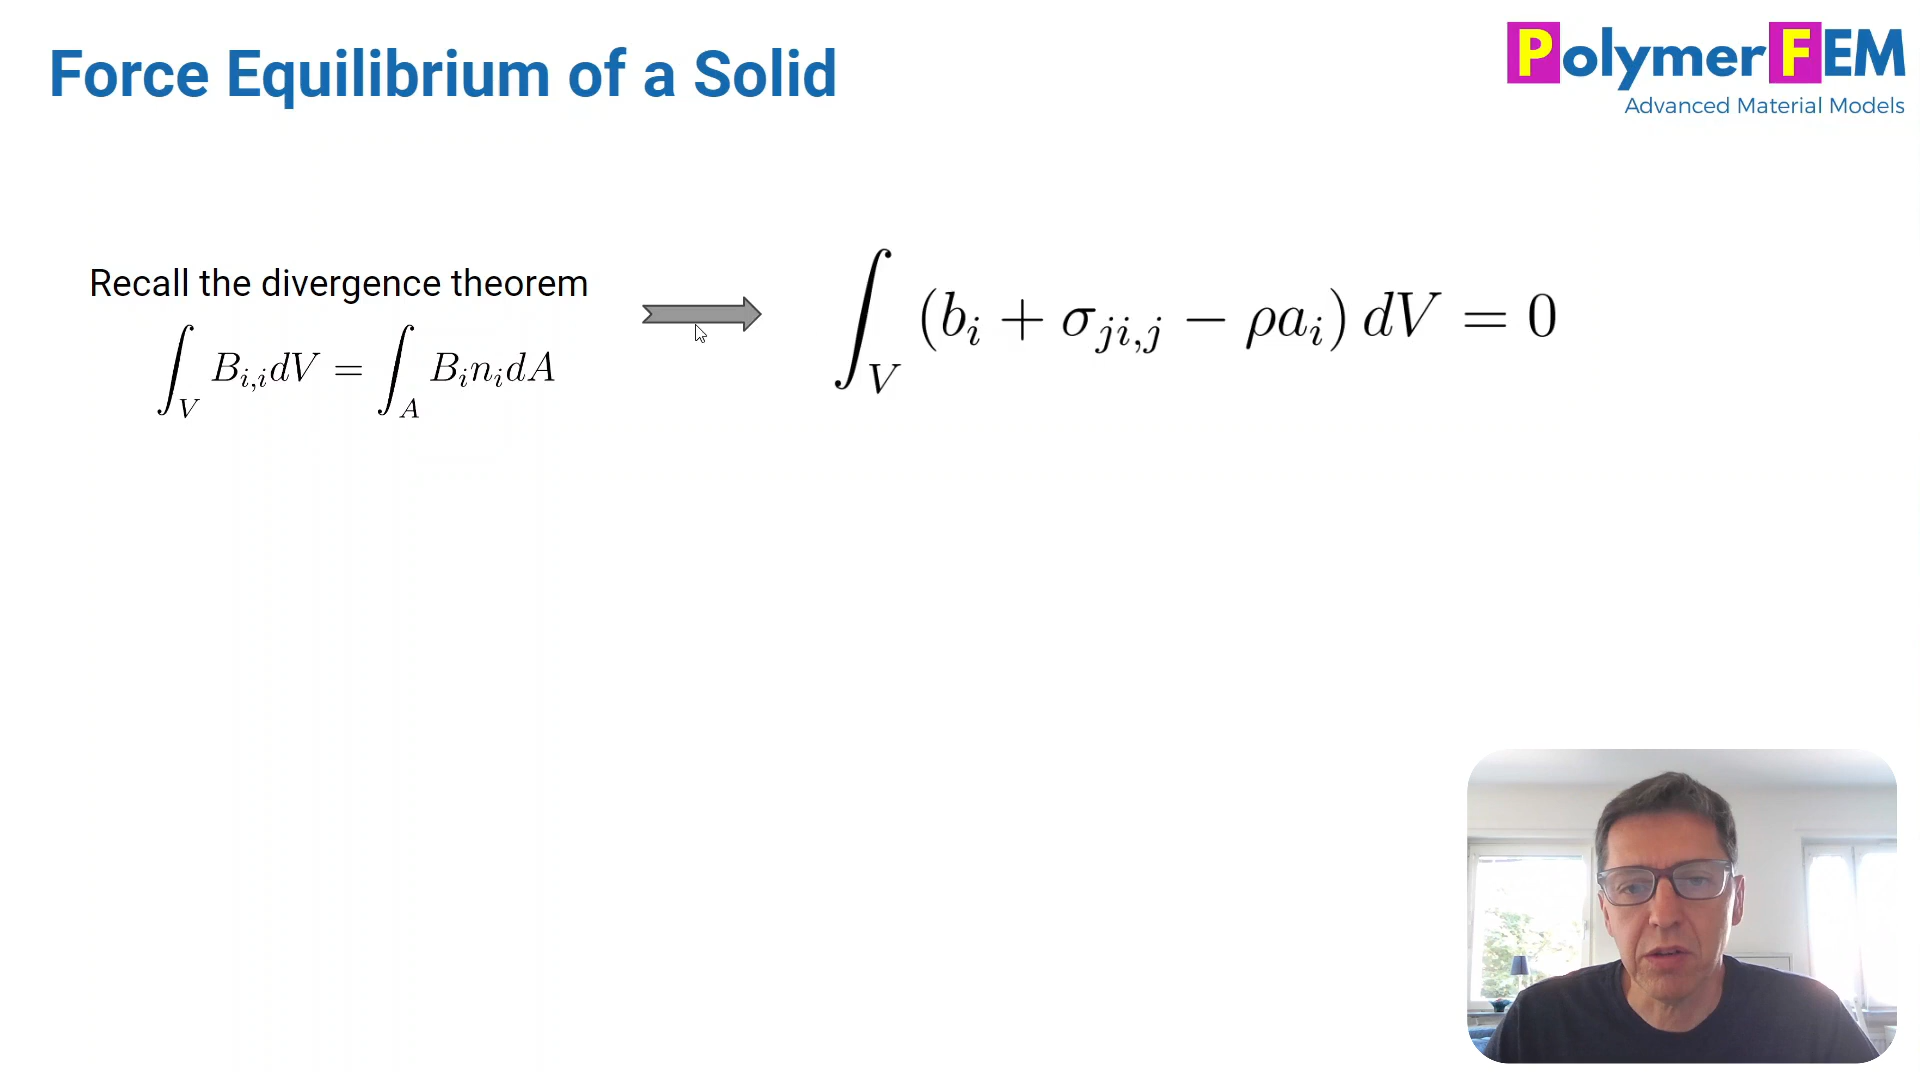 Force Equilibrium of a Solid
PolymerFEM
Advanced Material Models
Recall the divergence theorem
∫_V B_{i,i} dV = ∫_A B_i n_i dA
∫_V (b_i + σ_{ji,j} − ρa_i) dV = 0